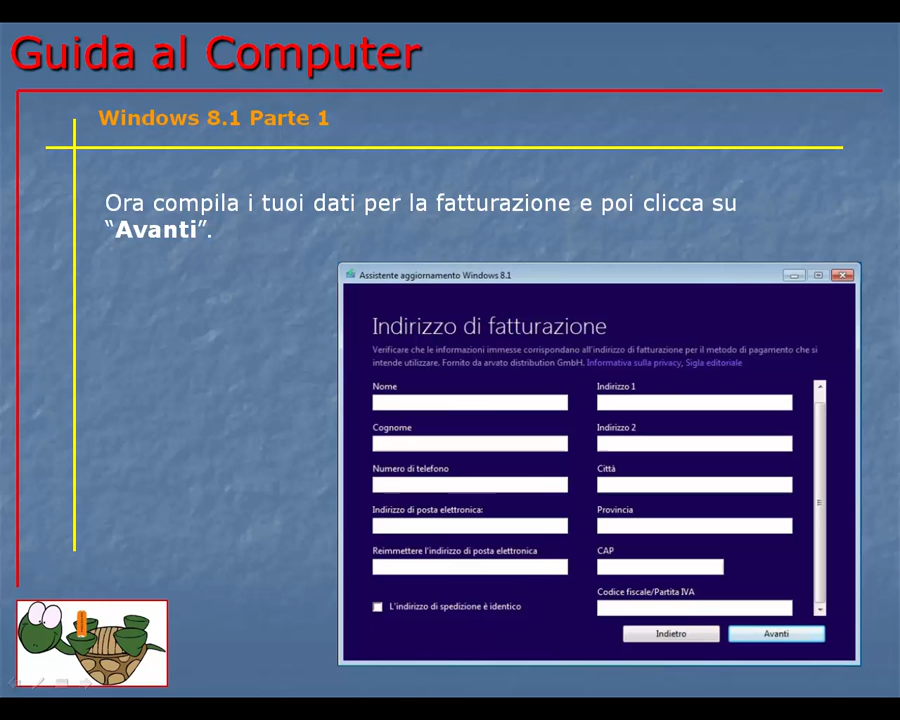 Guida al Computer
Windows 8.1 Parte 1
Ora compila i tuoi dati per la fatturazione e poi clicca su
“Avanti”.
Assistente aggiornamento Windows 8.1
Indirizzo di fatturazione
Verificare che le informazioni immesse corrispondano all'indirizzo di fatturazione per il metodo di pagamento che si
intende utilizzare. Fornito da arvato distribution GmbH. Informativa sulla privacy, Sigla editoriale
Nome
Indirizzo 1
Cognome
Indirizzo 2
Numero di telefono
Città
Indirizzo di posta elettronica:
Provincia
Reimmettere l'indirizzo di posta elettronica
CAP
Codice fiscale/Partita IVA
L'indirizzo di spedizione è identico
Indietro
Avanti